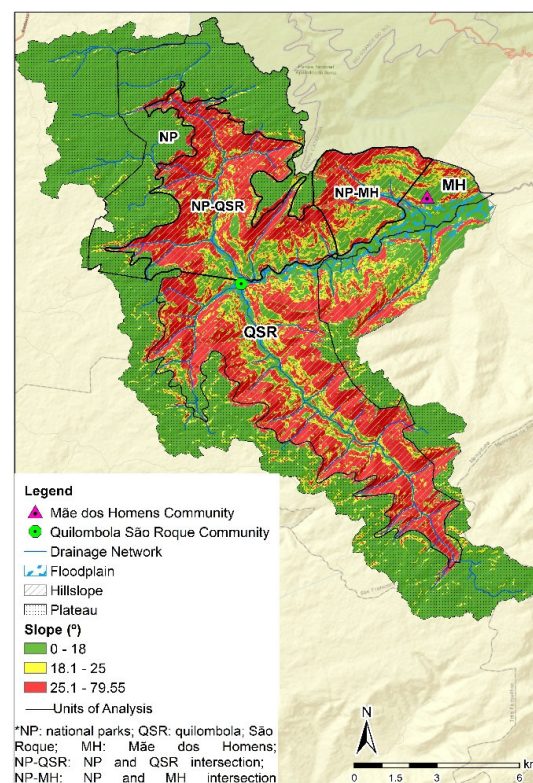 NP
MH
NP-MH
NP-QSR
QSR
Legend
Mãe dos Homens Community
Quilombola São Roque Community
Drainage Network
Floodplain
Hillslope
Plateau
Slope (º)
0 - 18
18.1 - 25
25.1 - 79.55
Units of Analysis
*NP: national parks; QSR: quilombola; São
Roque; MH: Mãe dos Homens;
NP-QSR: NP and QSR intersection;
NP-MH: NP and MH intersection
N
0 1.5 3 6
km